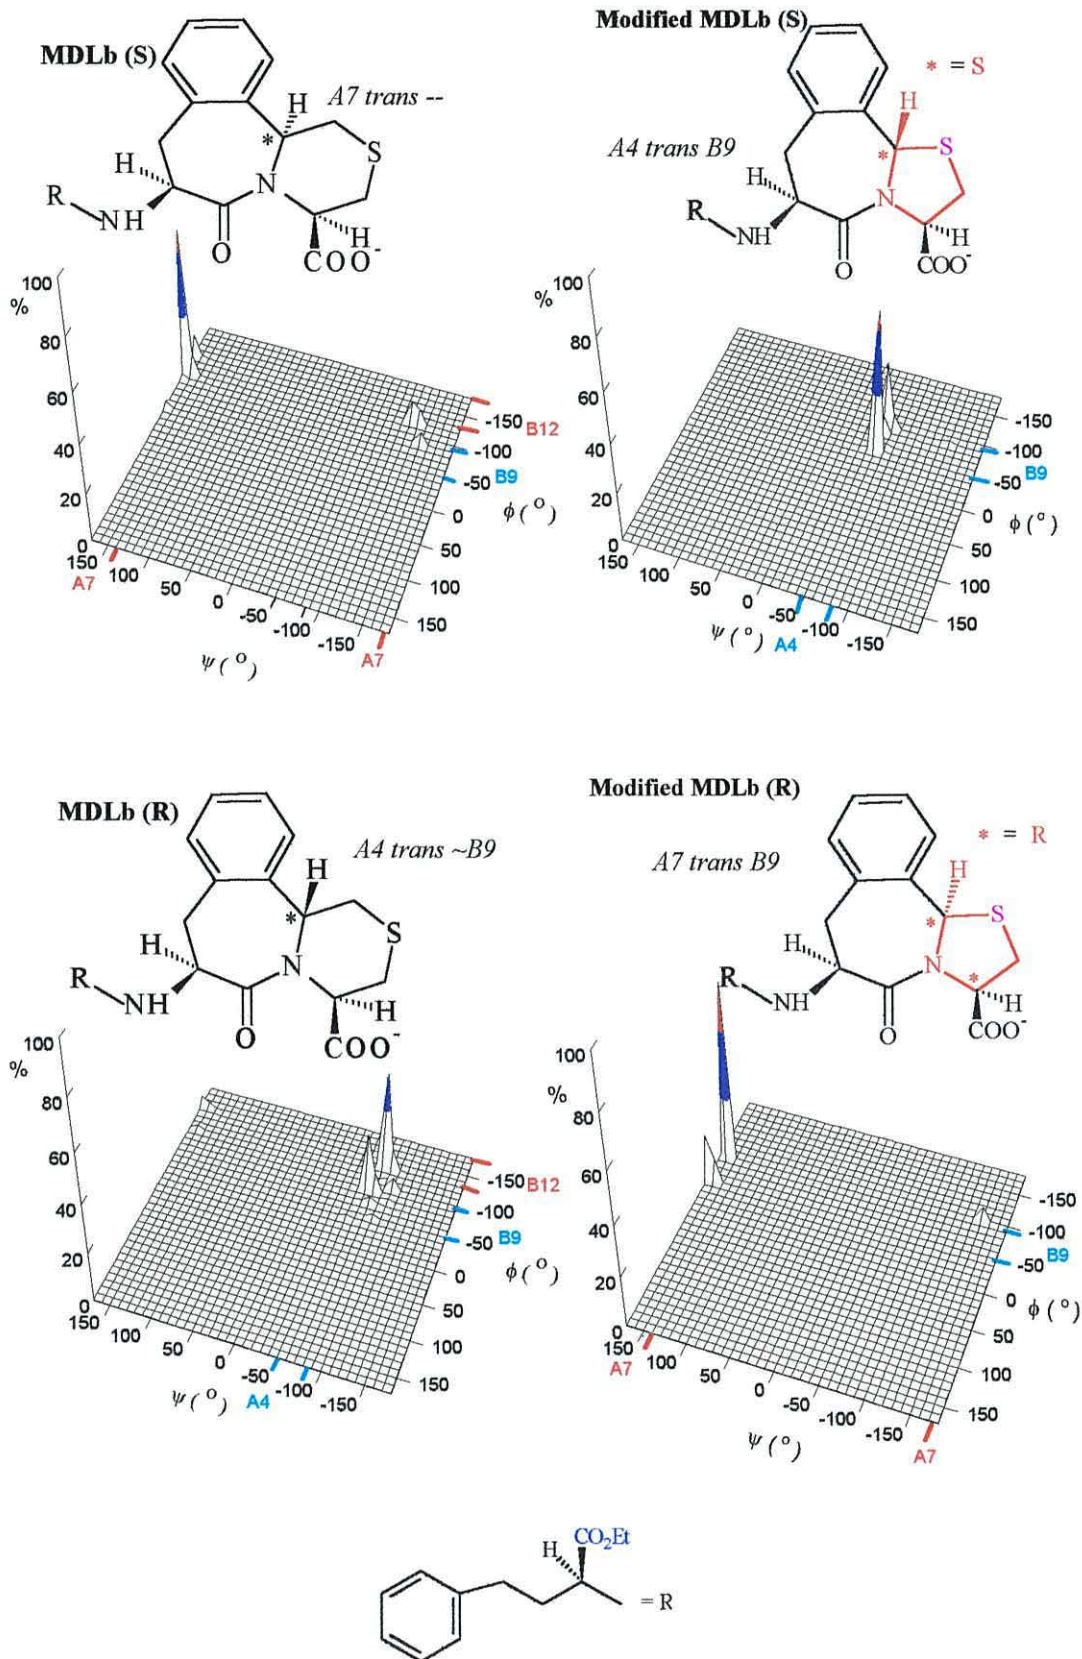 MDLb (S)
A7 trans --
H
*
S
H
N
R
NH
O
H
COO-
100
%
80
60
40
20
0
150
100
50
0
-50
-100
-150
A7
A7
ψ (°)
-150
B12
-100
-50
B9
0
ϕ (°)
50
100
150
Modified MDLb (S)
* = S
H
A4 trans B9
S
*
H
N
R
NH
O
H
COO-
100
%
80
60
40
20
0
150
100
50
0
-50
-100
-150
ψ (°)
A4
-150
-100
B9
-50
0
ϕ (°)
50
100
150
MDLb (R)
A4 trans ~B9
H
*
S
H
N
R
NH
O
H
COO-
100
%
80
60
40
20
0
150
100
50
0
-50
-100
-150
ψ (°)
A4
-150
B12
-100
-50
B9
0
ϕ (°)
50
100
150
Modified MDLb (R)
* = R
A7 trans B9
H
S
*
H
N
*
R
NH
O
H
COO-
100
%
80
60
40
20
0
150
100
50
0
-50
-100
-150
A7
A7
ψ (°)
-150
-100
-50
B9
0
ϕ (°)
50
100
150
CO₂Et
H
= R